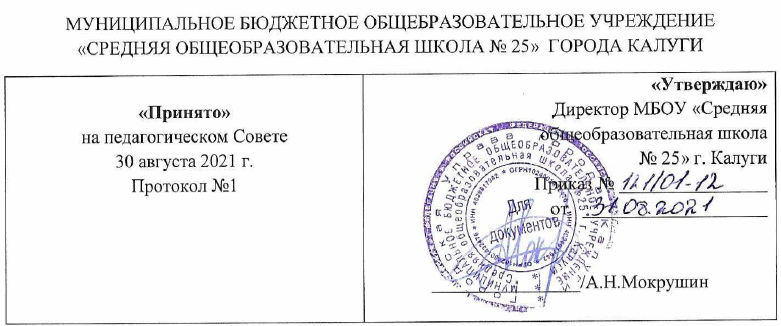 МУНИЦИПАЛЬНОЕ БЮДЖЕТНОЕ ОБЩЕБРАЗОВАТЕЛЬНОЕ УЧРЕЖДЕНИЕ
«СРЕДНЯЯ ОБЩЕОБРАЗОВАТЕЛЬНАЯ ШКОЛА № 25» ГОРОДА КАЛУГИ
«Принято»
на педагогическом Совете
30 августа 2021 г.
Протокол №1
«Утверждаю»
Директор МБОУ «Средняя
общеобразовательная школа
№ 25» г. Калуги
Приказ № 121/01-12
от 31.08.2021
/А.Н.Мокрушин
Для
документов